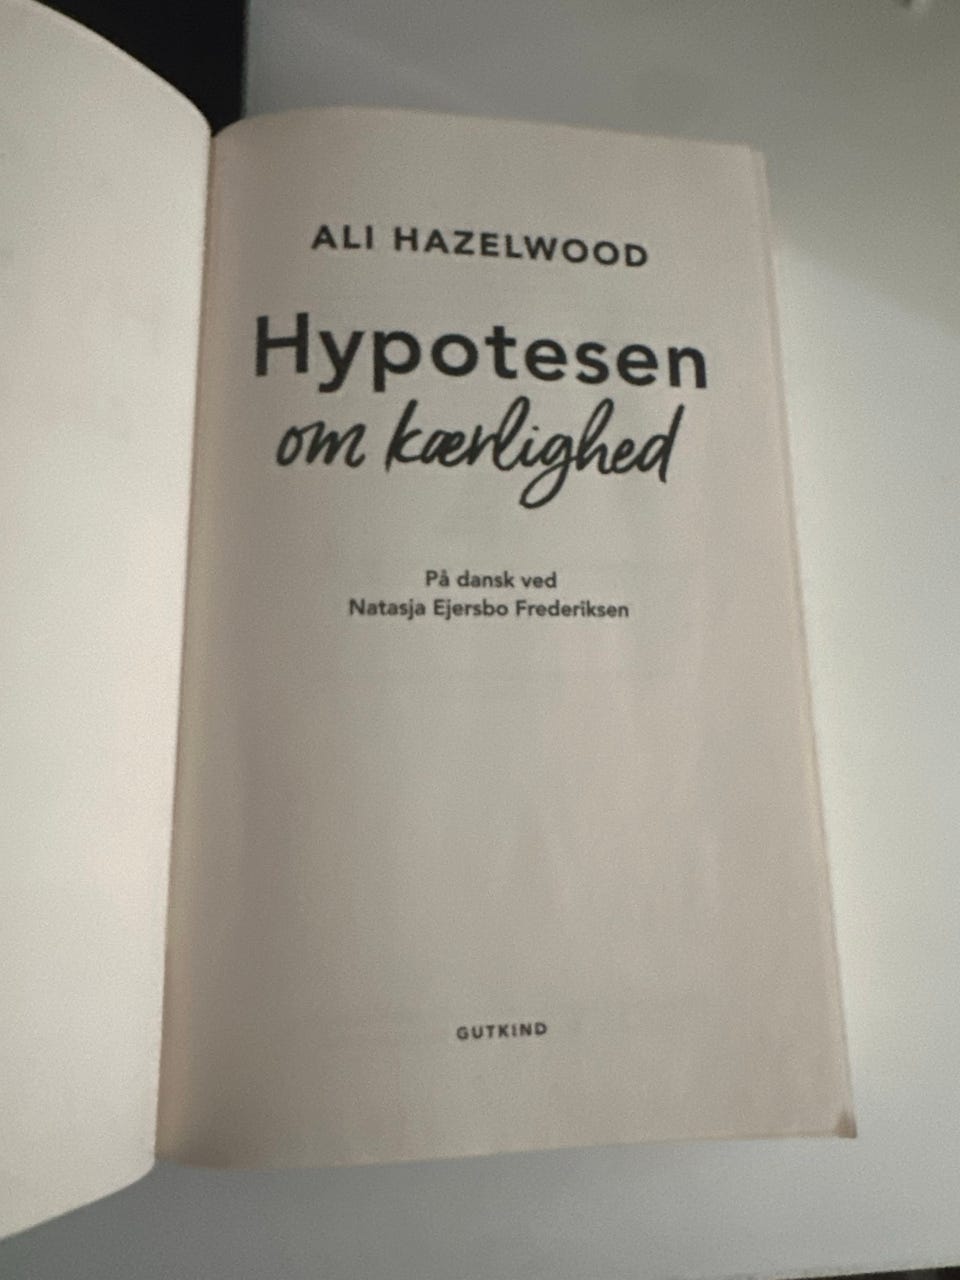 ALI HAZELWOOD
Hypotesen
om kærlighed
På dansk ved
Natasja Ejersbo Frederiksen
GUTKIND